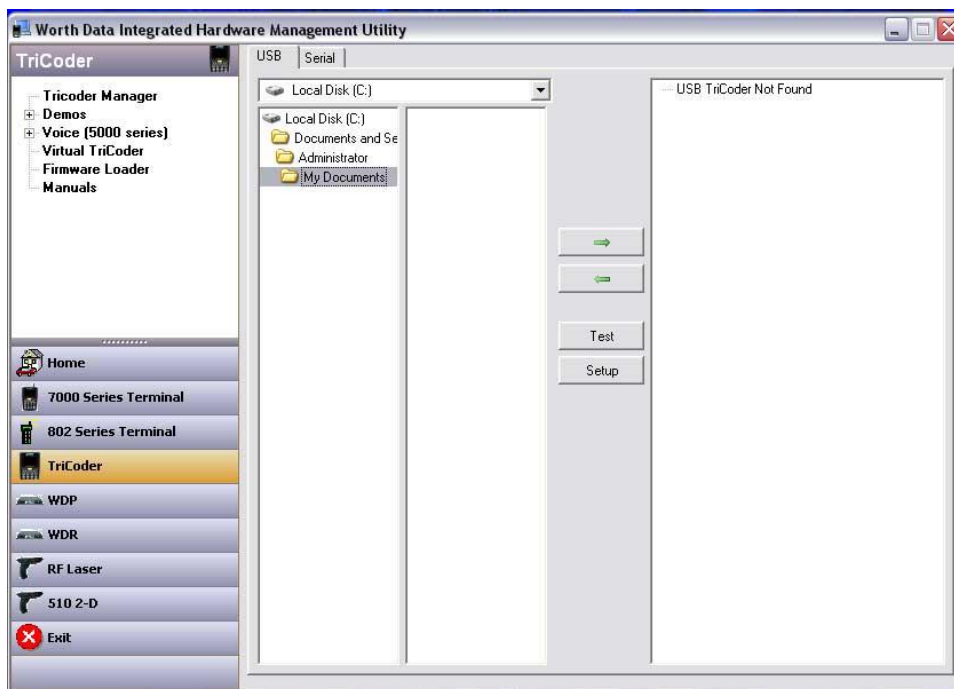 Worth Data Integrated Hardware Management Utility
TriCoder
Tricoder Manager
Demos
Voice (5000 series)
Virtual TriCoder
Firmware Loader
Manuals
Home
7000 Series Terminal
802 Series Terminal
TriCoder
WDP
WDR
RF Laser
510 2-D
Exit
USB
Serial
Local Disk (C:)
Local Disk (C:)
Documents and Se
Administrator
My Documents
Test
Setup
USB TriCoder Not Found